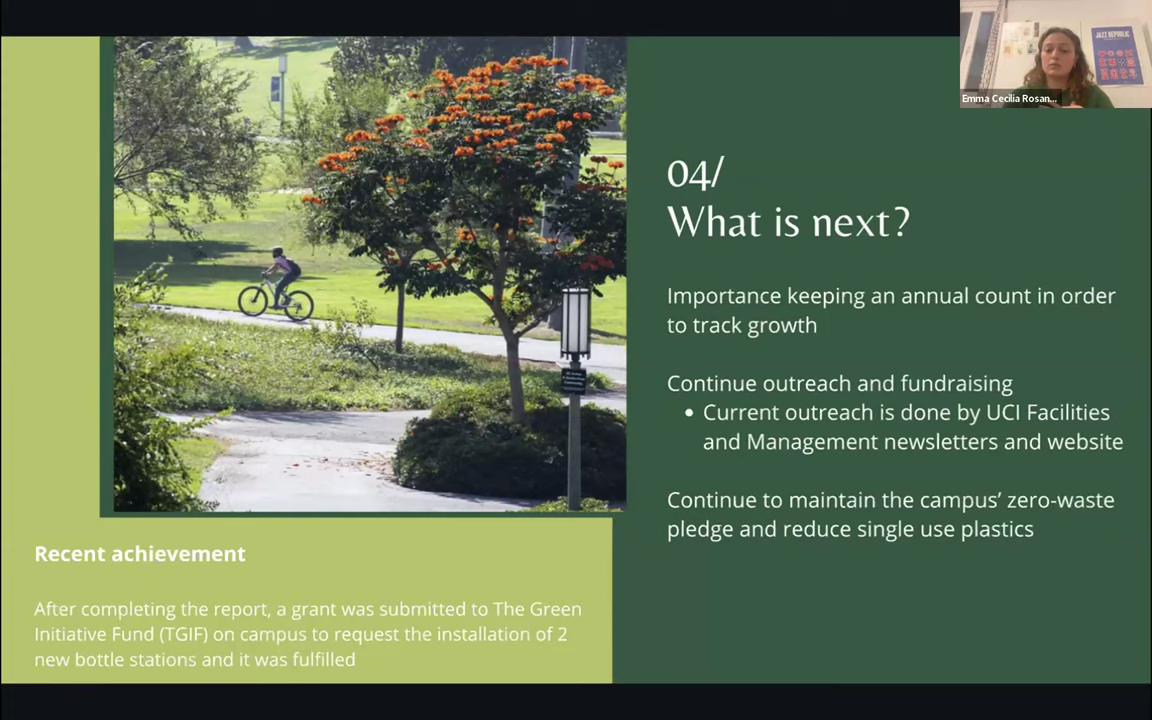 JAZZ REPUBLIC
Emma Cecilia Rosan...
04/
What is next?
Importance keeping an annual count in order
to track growth
Continue outreach and fundraising
• Current outreach is done by UCI Facilities
and Management newsletters and website
Continue to maintain the campus’ zero-waste
pledge and reduce single use plastics
Recent achievement
After completing the report, a grant was submitted to The Green
Initiative Fund (TGIF) on campus to request the installation of 2
new bottle stations and it was fulfilled